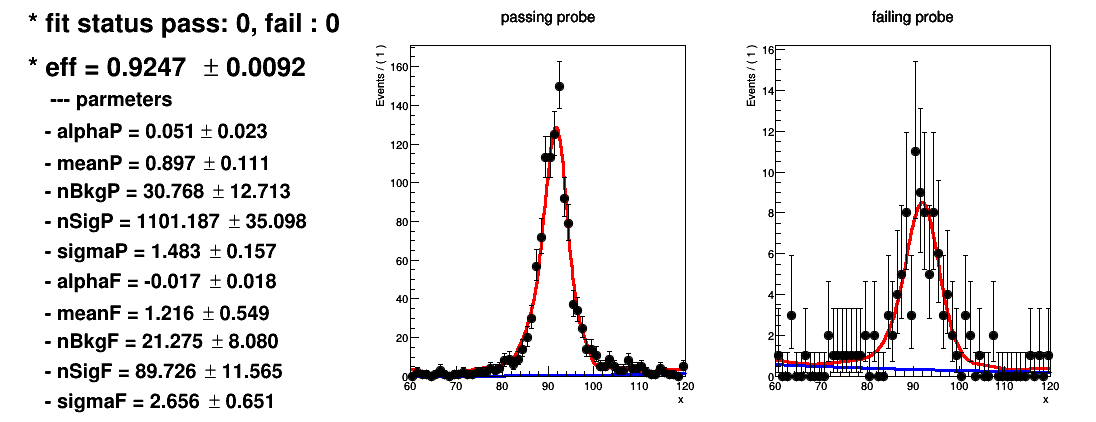 * fit status pass: 0, fail : 0
* eff = 0.9247 ± 0.0092
--- parmeters
- alphaP = 0.051 ± 0.023
- meanP = 0.897 ± 0.111
- nBkgP = 30.768 ± 12.713
- nSigP = 1101.187 ± 35.098
- sigmaP = 1.483 ± 0.157
- alphaF = -0.017 ± 0.018
- meanF = 1.216 ± 0.549
- nBkgF = 21.275 ± 8.080
- nSigF = 89.726 ± 11.565
- sigmaF = 2.656 ± 0.651
passing probe
Events / ( 1 )
160
140
120
100
80
60
40
20
0
60 70 80 90 100 110 120
x
failing probe
Events / ( 1 )
16
14
12
10
8
6
4
2
0
60 70 80 90 100 110 120
x